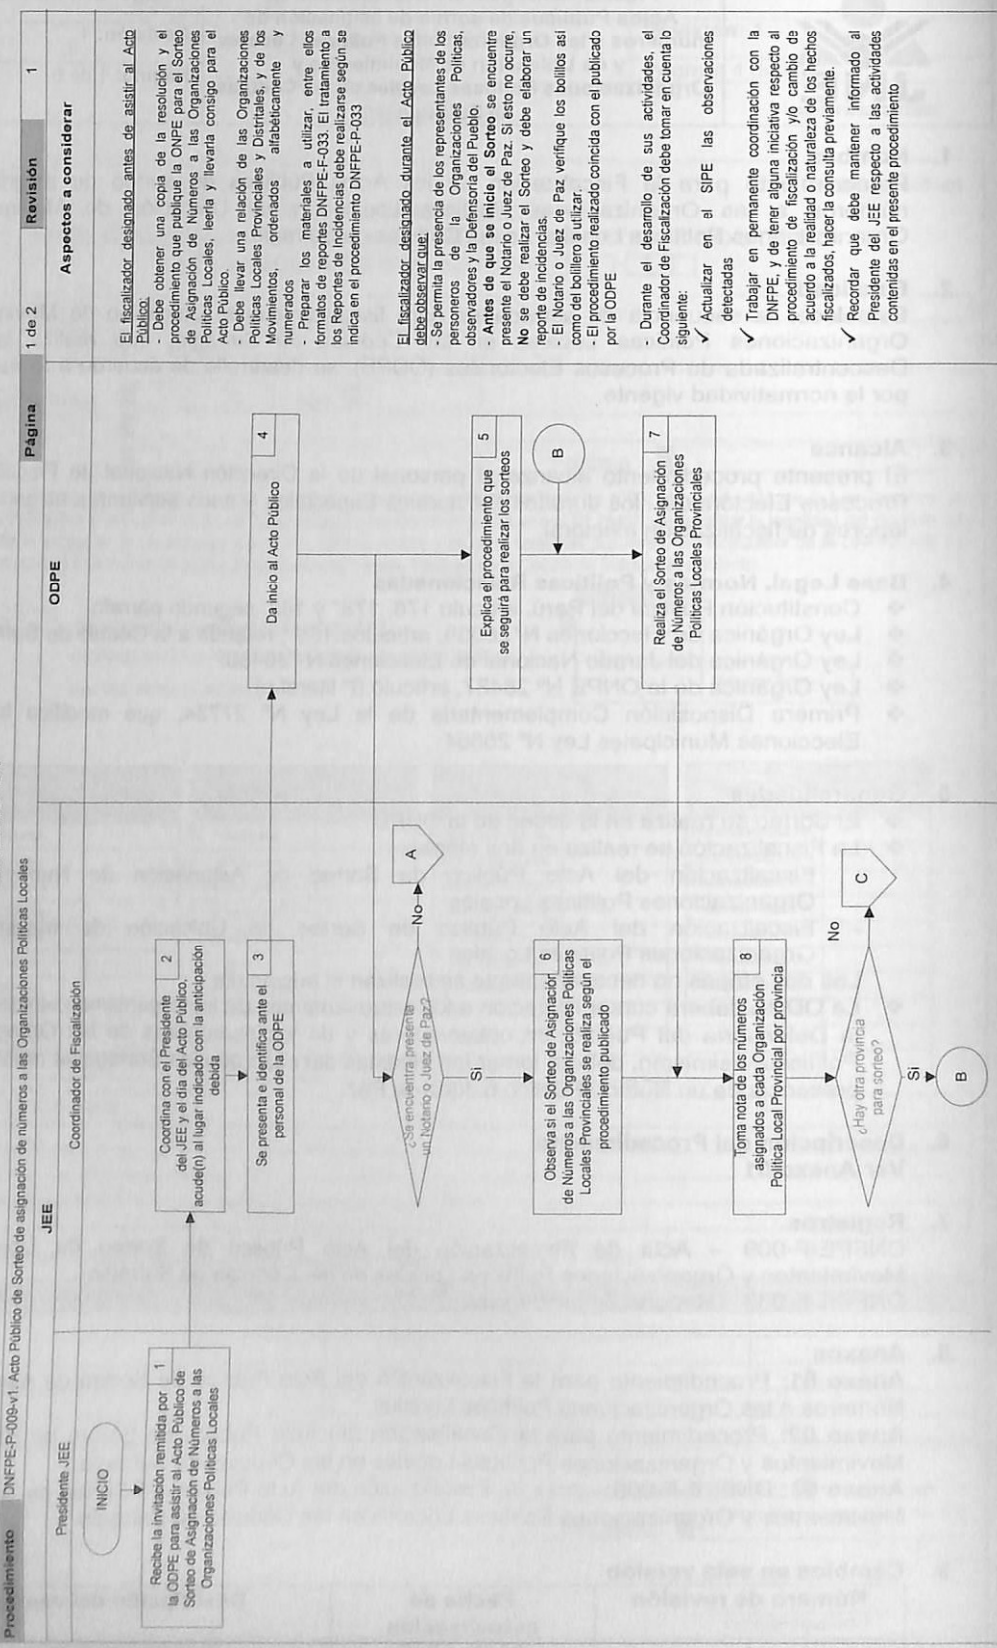 Procedimiento DNFPE-P-009-v1. Acto Público de Sorteo de asignación de números a las Organizaciones Políticas Locales Página 1 de 2 Revisión 1
JEE
ODPE
Aspectos a considerar
Presidente JEE
Coordinador de Fiscalización
INICIO
1
Recibe la invitación remitida por
la ODPE para asistir al Acto Público de
Sorteo de Asignación de Números a las
Organizaciones Políticas Locales
2
Coordina con el Presidente
del JEE y el día del Acto Público,
acude(n) al lugar indicado con la anticipación
debida
3
Se presenta e identifica ante el
personal de la ODPE
4
Da inicio al Acto Público
¿Se encuentra presente
un Notario o Juez de Paz?
No
A
Si
5
Explica el procedimiento que
se seguirá para realizar los sorteos
B
6
Observa si el Sorteo de Asignación
de Números a las Organizaciones Políticas
Locales Provinciales se realiza según el
procedimiento publicado
7
Realiza el Sorteo de Asignación
de Números a las Organizaciones
Políticas Locales Provinciales
8
Toma nota de los números
asignados a cada Organización
Política Local Provincial por provincia
¿Hay otra provincia
para sorteo?
No
C
Si
B
El fiscalizador designado antes de asistir al Acto
Público:
- Debe obtener una copia de la resolución y el
procedimiento que publique la ONPE para el Sorteo
de Asignación de Números a las Organizaciones
Políticas Locales, leerla y llevarla consigo para el
Acto Público.
- Debe llevar una relación de las Organizaciones
Políticas Locales Provinciales y Distritales, y de los
Movimientos, ordenados alfabéticamente y
numerados
- Preparar los materiales a utilizar, entre ellos
formatos de reportes DNFPE-F-033. El tratamiento a
los Reportes de Incidencias debe realizarse según se
indica en el procedimiento DNFPE-P-033
El fiscalizador designado durante el Acto Público
debe observar que:
- Se permita la presencia de los representantes de los
personeros de la Organizaciones Políticas,
observadores y la Defensoría del Pueblo.
- Antes de que se inicie el Sorteo se encuentre
presente el Notario o Juez de Paz. Si esto no ocurre,
No se debe realizar el Sorteo y se debe elaborar un
reporte de incidencias.
- El Notario o Juez de Paz verifique los bolillos así
como del bolillero a utilizar
- El procedimiento realizado coincida con el publicado
por la ODPE
- Durante el desarrollo de sus actividades, el
Coordinador de Fiscalización debe tomar en cuenta lo
siguiente:
✓ Actualizar en el SIPE las observaciones
detectadas
✓ Trabajar en permanente coordinación con la
DNFPE, y de tener alguna iniciativa respecto al
procedimiento de fiscalización y/o cambio de
acuerdo a la realidad o naturaleza de los hechos
fiscalizados, hacer la consulta previamente.
✓ Recordar que debe mantener informado al
Presidente del JEE respecto a las actividades
contenidas en el presente procedimiento